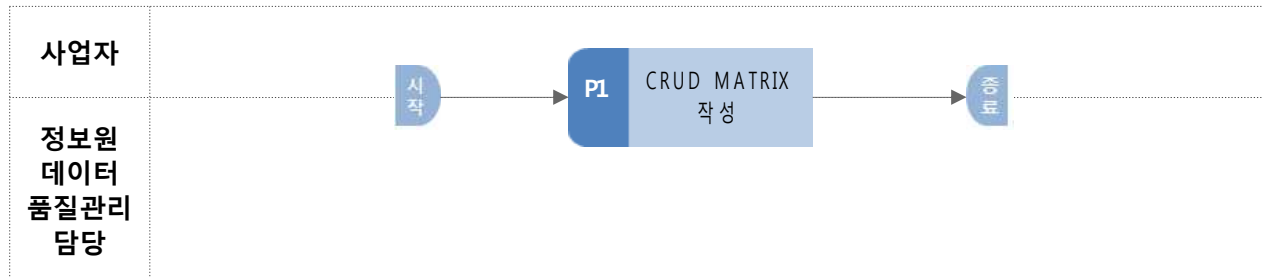 사업자
시
작
P1
CRUD MATRIX
작성
종
료
정보원
데이터
품질관리
담당